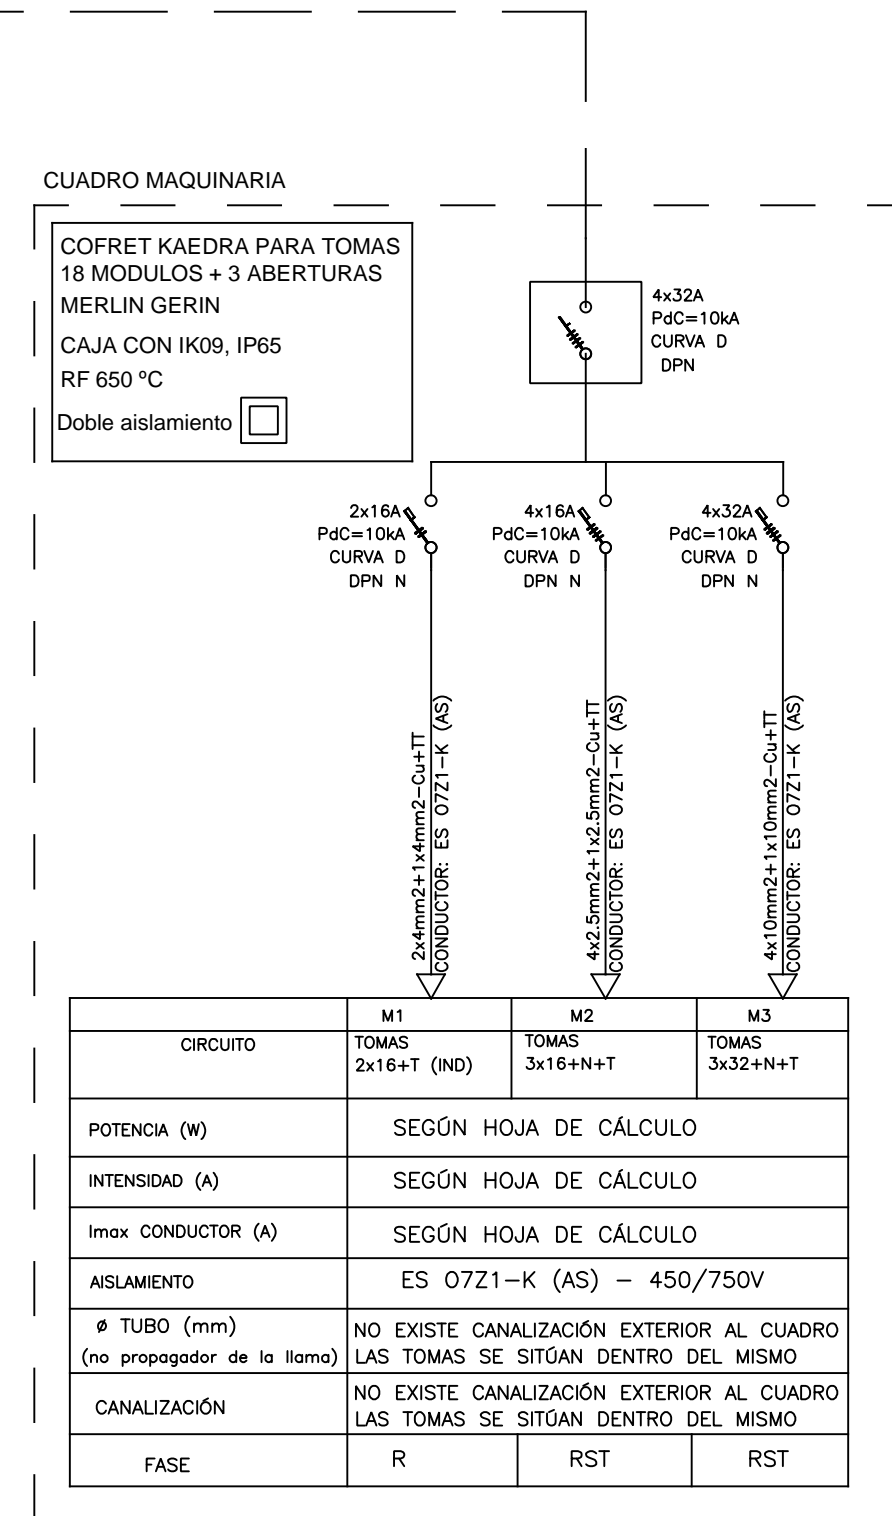 CUADRO MAQUINARIA
COFRET KAEDRA PARA TOMAS
18 MODULOS + 3 ABERTURAS
MERLIN GERIN
CAJA CON IK09, IP65
RF 650 ºC
Doble aislamiento
4x32A
PdC=10kA
CURVA D
DPN
2x16A
PdC=10kA
CURVA D
DPN N
4x16A
PdC=10kA
CURVA D
DPN N
4x32A
PdC=10kA
CURVA D
DPN N
2x4mm2+1x4mm2-Cu+TT
CONDUCTOR: ES 07Z1-K (AS)
4x2.5mm2+1x2.5mm2-Cu+TT
CONDUCTOR: ES 07Z1-K (AS)
4x10mm2+1x10mm2-Cu+TT
CONDUCTOR: ES 07Z1-K (AS)
M1 M2 M3
CIRCUITO
TOMAS
2x16+T (IND)
TOMAS
3x16+N+T
TOMAS
3x32+N+T
POTENCIA (W) SEGÚN HOJA DE CÁLCULO
INTENSIDAD (A) SEGÚN HOJA DE CÁLCULO
Imax CONDUCTOR (A) SEGÚN HOJA DE CÁLCULO
AISLAMIENTO ES 07Z1-K (AS) - 450/750V
ø TUBO (mm)
(no propagador de la llama)
NO EXISTE CANALIZACIÓN EXTERIOR AL CUADRO
LAS TOMAS SE SITÚAN DENTRO DEL MISMO
CANALIZACIÓN
NO EXISTE CANALIZACIÓN EXTERIOR AL CUADRO
LAS TOMAS SE SITÚAN DENTRO DEL MISMO
FASE R RST RST